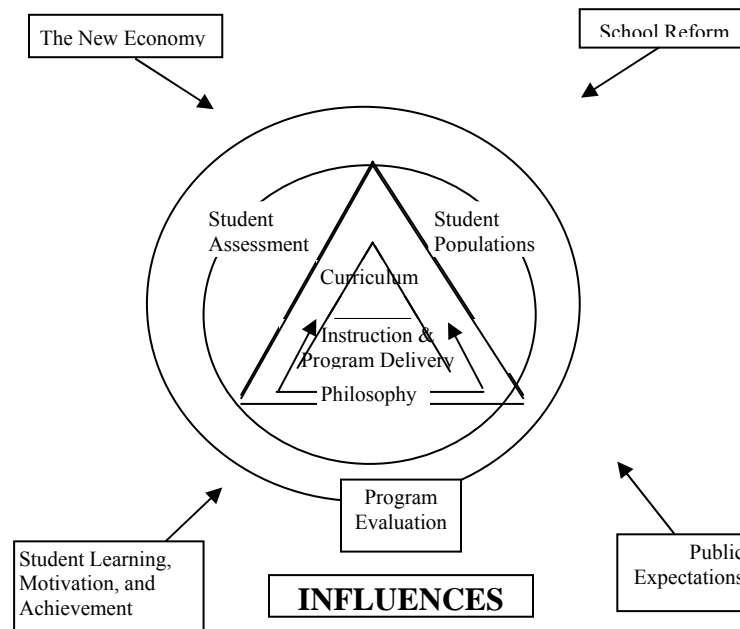 The New Economy
School Reform
Student
Assessment
Student
Populations
Curriculum
Instruction &
Program Delivery
Philosophy
Program
Evaluation
Student Learning,
Motivation, and
Achievement
Public
Expectations
INFLUENCES